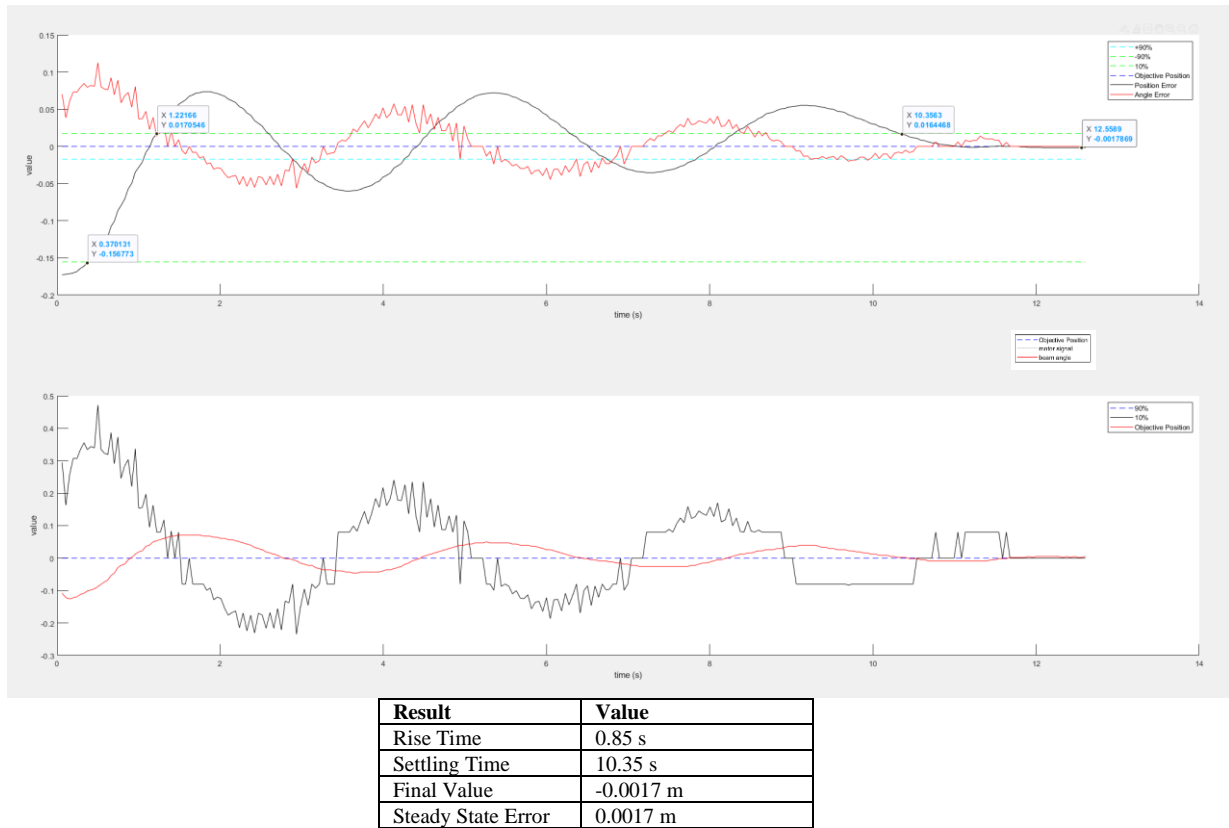 0.15
0.1
0.05
0
-0.05
-0.1
-0.15
-0.2
value
0 2 4 6 8 10 12 14
time (s)
+90%
-90%
10%
Objective Position
Position Error
Angle Error
X 1.22166
Y 0.0170546
X 10.3563
Y 0.0164468
X 12.5589
Y -0.0017869
X 0.370131
Y -0.156773
Objective Position
motor signal
beam angle
0.5
0.4
0.3
0.2
0.1
0
-0.1
-0.2
-0.3
value
0 2 4 6 8 10 12 14
time (s)
90%
10%
Objective Position
Result Value
Rise Time 0.85 s
Settling Time 10.35 s
Final Value -0.0017 m
Steady State Error 0.0017 m